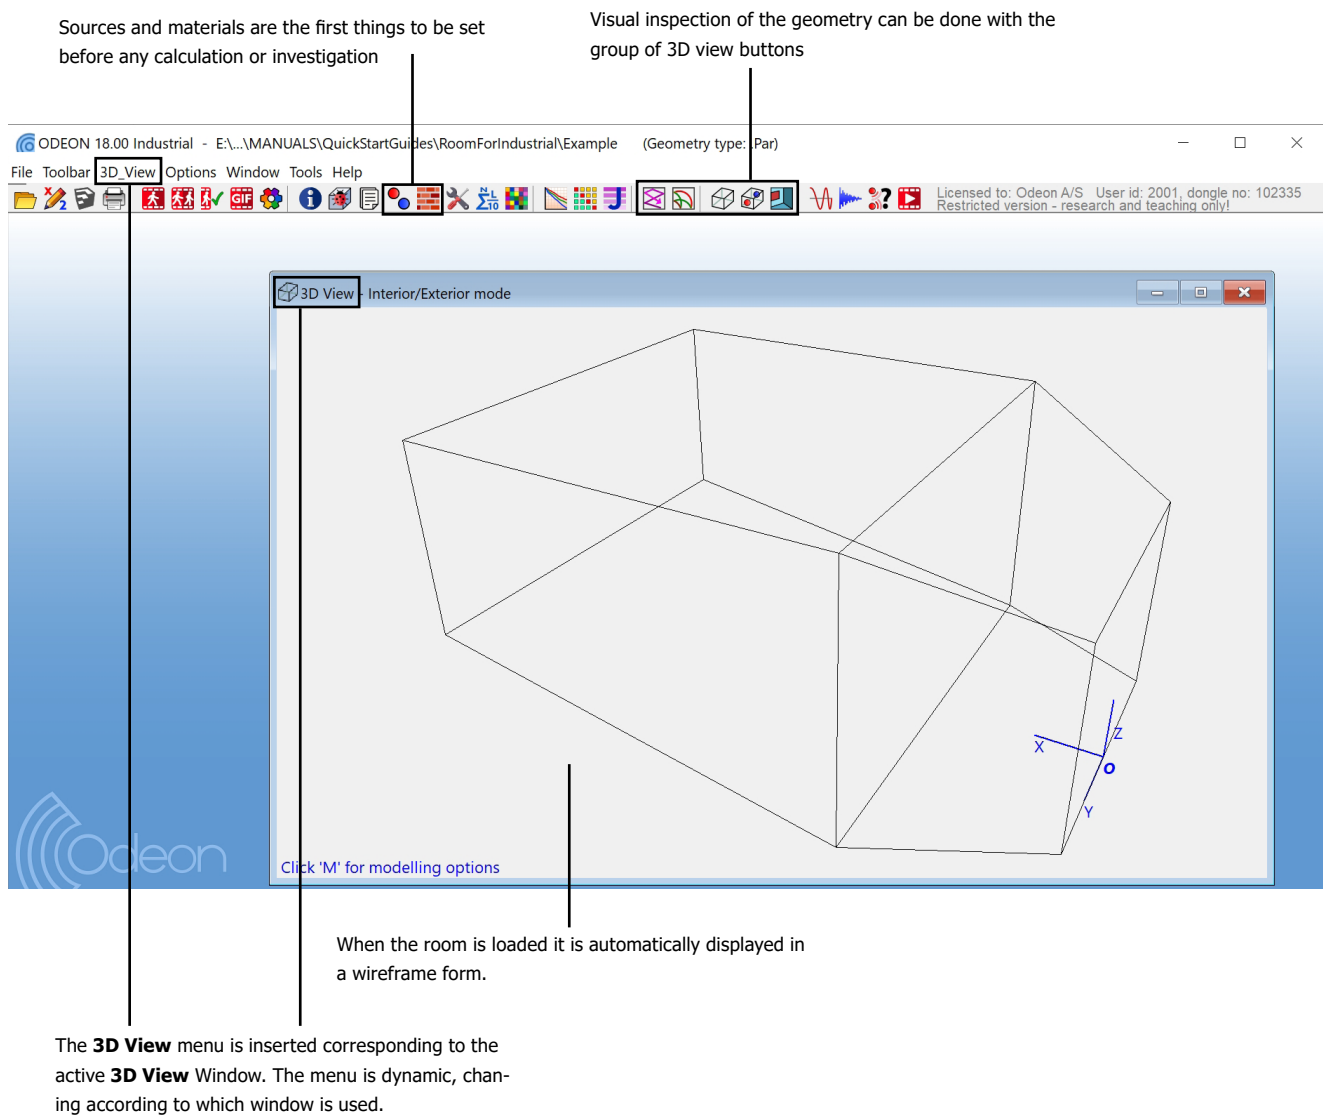 Sources and materials are the first things to be set
before any calculation or investigation
Visual inspection of the geometry can be done with the
group of 3D view buttons
ODEON 18.00 Industrial - E:\...\MANUALS\QuickStartGuides\RoomForIndustrial\Example (Geometry type: .Par)
File Toolbar 3D_View Options Window Tools Help
Licensed to: Odeon A/S User id: 2001, dongle no: 102335
Restricted version - research and teaching only!
3D View - Interior/Exterior mode
X
Z
O
Y
Click 'M' for modelling options
Odeon
When the room is loaded it is automatically displayed in
a wireframe form.
The 3D View menu is inserted corresponding to the
active 3D View Window. The menu is dynamic, chan-
ing according to which window is used.